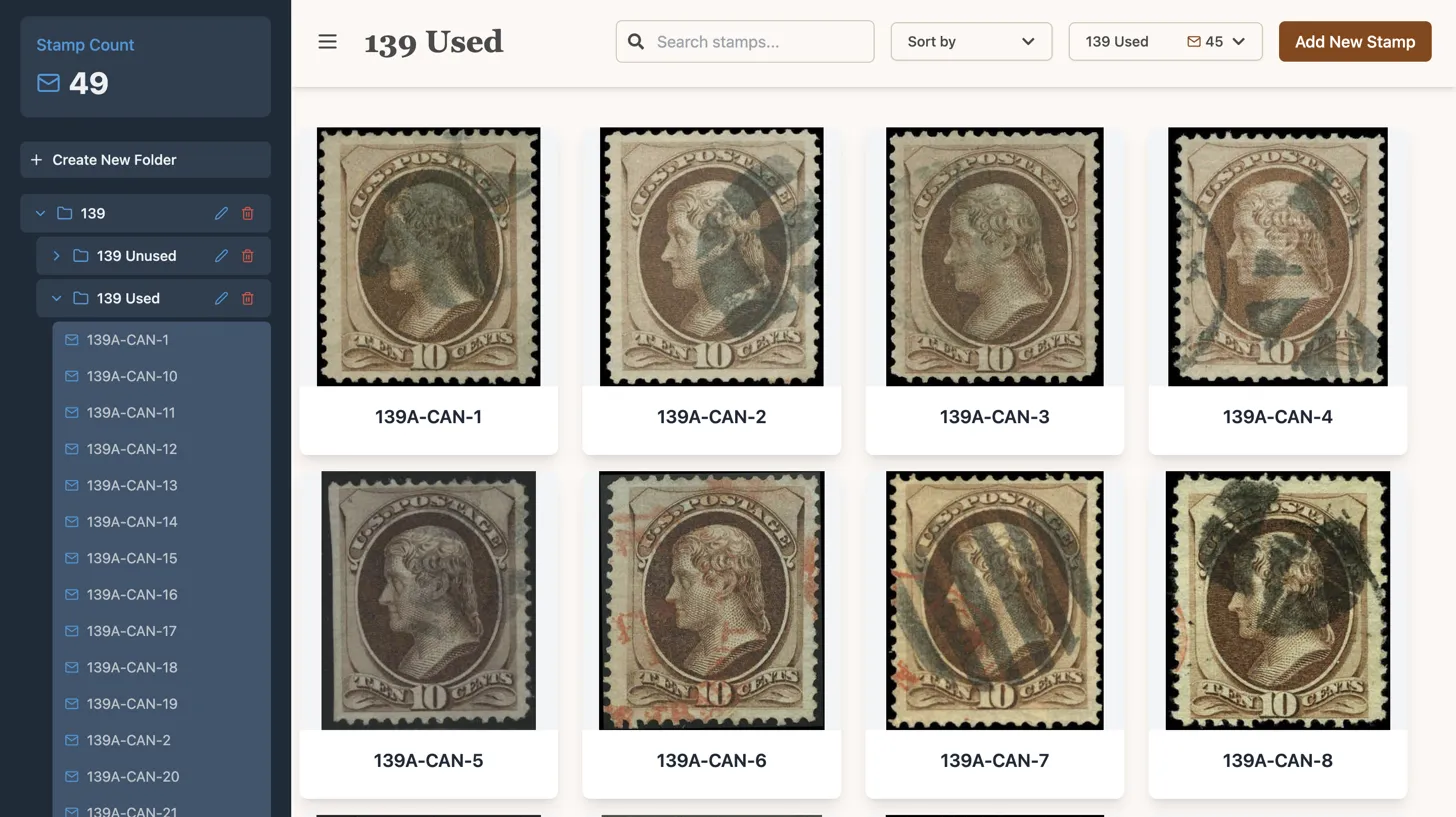 Stamp Count
49
Create New Folder
139
139 Unused
139 Used
139A-CAN-1
139A-CAN-10
139A-CAN-11
139A-CAN-12
139A-CAN-13
139A-CAN-14
139A-CAN-15
139A-CAN-16
139A-CAN-17
139A-CAN-18
139A-CAN-19
139A-CAN-2
139A-CAN-20
139A-CAN-21
139 Used
Search stamps...
Sort by
139 Used 45
Add New Stamp
U.S. POSTAGE
TEN 10 CENTS
139A-CAN-1
U.S. POSTAGE
TEN 10 CENTS
139A-CAN-2
U.S. POSTAGE
TEN 10 CENTS
139A-CAN-3
U.S. POSTAGE
TEN 10 CENTS
139A-CAN-4
U.S. POSTAGE
TEN 10 CENTS
139A-CAN-5
U.S. POSTAGE
TEN 10 CENTS
139A-CAN-6
U.S. POSTAGE
TEN 10 CENTS
139A-CAN-7
U.S. POSTAGE
TEN 10 CENTS
139A-CAN-8